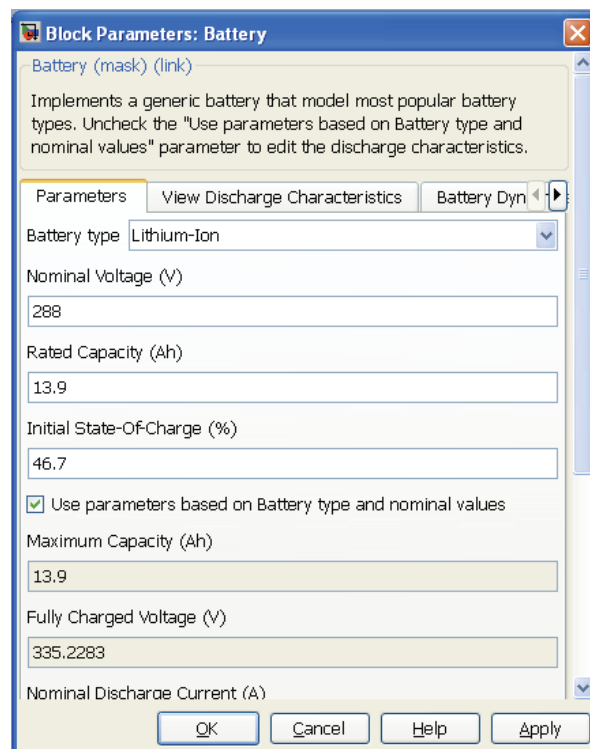 Block Parameters: Battery
Battery (mask) (link)
Implements a generic battery that model most popular battery
types. Uncheck the "Use parameters based on Battery type and
nominal values" parameter to edit the discharge characteristics.
Parameters View Discharge Characteristics Battery Dyn
Battery type Lithium-Ion
Nominal Voltage (V)
288
Rated Capacity (Ah)
13.9
Initial State-Of-Charge (%)
46.7
Use parameters based on Battery type and nominal values
Maximum Capacity (Ah)
13.9
Fully Charged Voltage (V)
335.2283
Nominal Discharge Current (A)
OK Cancel Help Apply